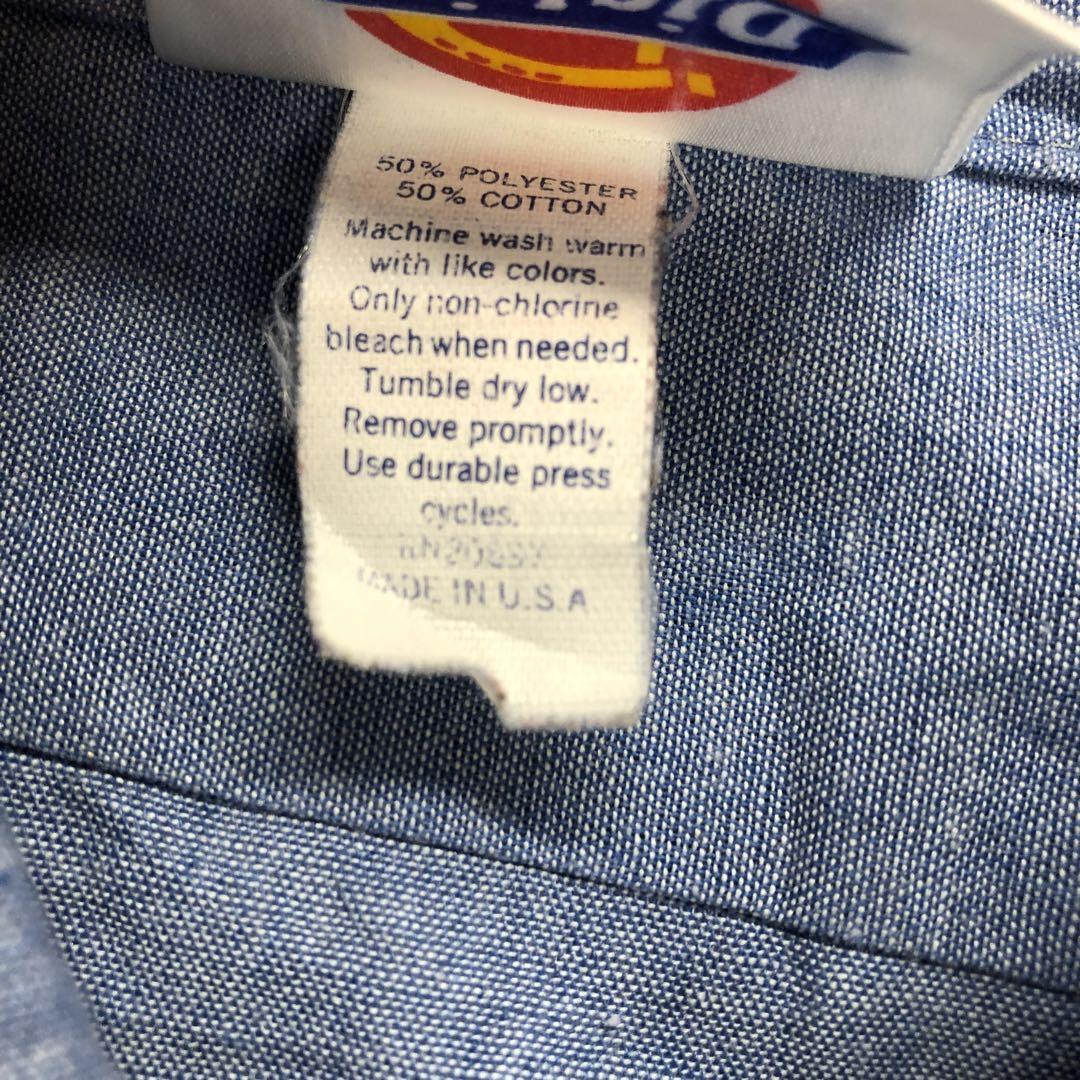 50% POLYESTER
50% COTTON
Machine wash warm
with like colors.
Only non-chlorine
bleach when needed.
Tumble dry low.
Remove promptly.
Use durable press
cycles.
MADE IN U.S.A